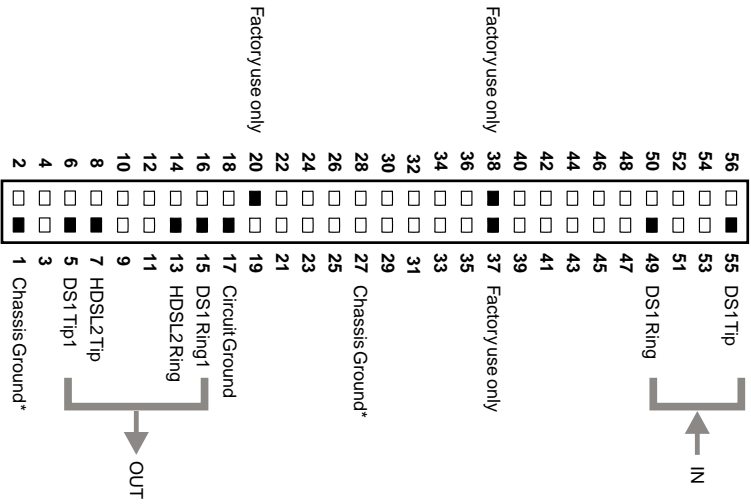 56 55 DS1 Tip
54 53
IN
52 51
50 49 DS1 Ring
48 47
46 45
44 43
42 41
40 39
Factory use only 38 37 Factory use only
36 35
34 33
32 31
30 29
28 27 Chassis Ground*
26 25
24 23
22 21
Factory use only 20 19
18 17 Circuit Ground
16 15 DS1 Ring1
14 13 HDSL2 Ring
12 11
OUT
10 9
8 7 HDSL2 Tip
6 5 DS1 Tip1
4 3
2 1 Chassis Ground*